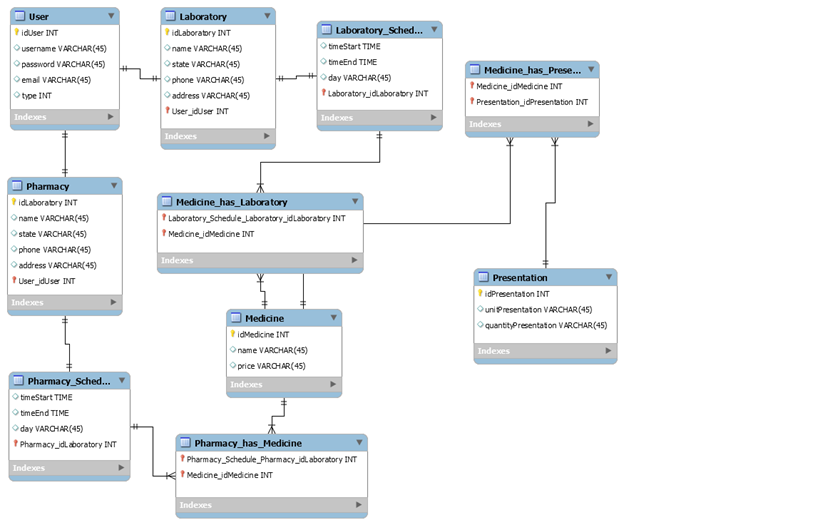 User
idUser INT
username VARCHAR(45)
password VARCHAR(45)
email VARCHAR(45)
type INT
Indexes
Laboratory
idLaboratory INT
name VARCHAR(45)
state VARCHAR(45)
phone VARCHAR(45)
address VARCHAR(45)
User_idUser INT
Indexes
Laboratory_Sched...
timeStart TIME
timeEnd TIME
day VARCHAR(45)
Laboratory_idLaboratory INT
Indexes
Medicine_has_Prese...
Medicine_idMedicine INT
Presentation_idPresentation INT
Indexes
Pharmacy
idLaboratory INT
name VARCHAR(45)
state VARCHAR(45)
phone VARCHAR(45)
address VARCHAR(45)
User_idUser INT
Indexes
Medicine_has_Laboratory
Laboratory_Schedule_Laboratory_idLaboratory INT
Medicine_idMedicine INT
Indexes
Presentation
idPresentation INT
unitPresentation VARCHAR(45)
quantityPresentation VARCHAR(45)
Indexes
Medicine
idMedicine INT
name VARCHAR(45)
price VARCHAR(45)
Indexes
Pharmacy_Sched...
timeStart TIME
timeEnd TIME
day VARCHAR(45)
Pharmacy_idLaboratory INT
Indexes
Pharmacy_has_Medicine
Pharmacy_Schedule_Pharmacy_idLaboratory INT
Medicine_idMedicine INT
Indexes